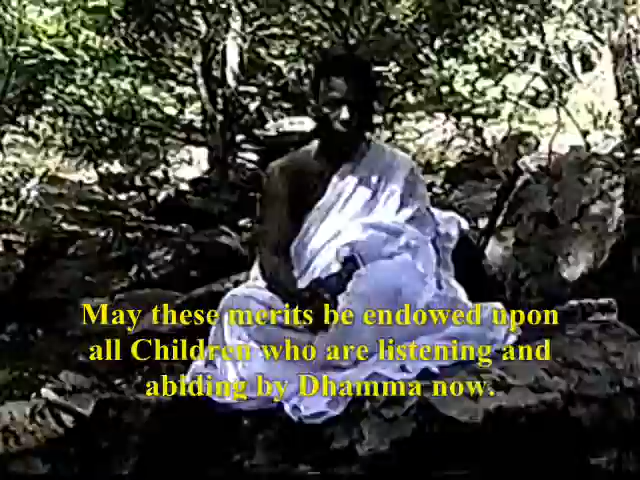 May these merits be endowed upon
all Children who are listening and
abiding by Dhamma now.